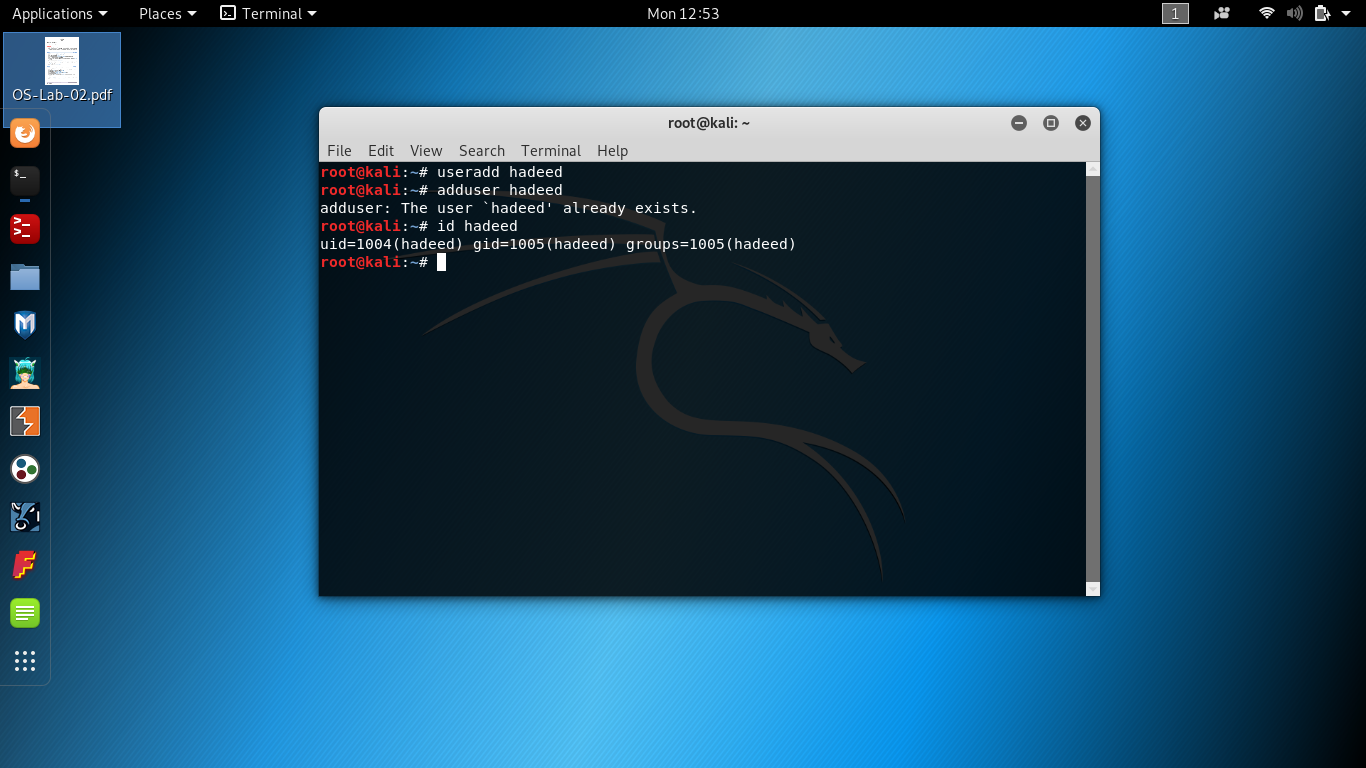 Applications Places Terminal Mon 12:53 1
OS-Lab-02.pdf
root@kali: ~
File Edit View Search Terminal Help
root@kali:~# useradd hadeed
root@kali:~# adduser hadeed
adduser: The user `hadeed' already exists.
root@kali:~# id hadeed
uid=1004(hadeed) gid=1005(hadeed) groups=1005(hadeed)
root@kali:~#